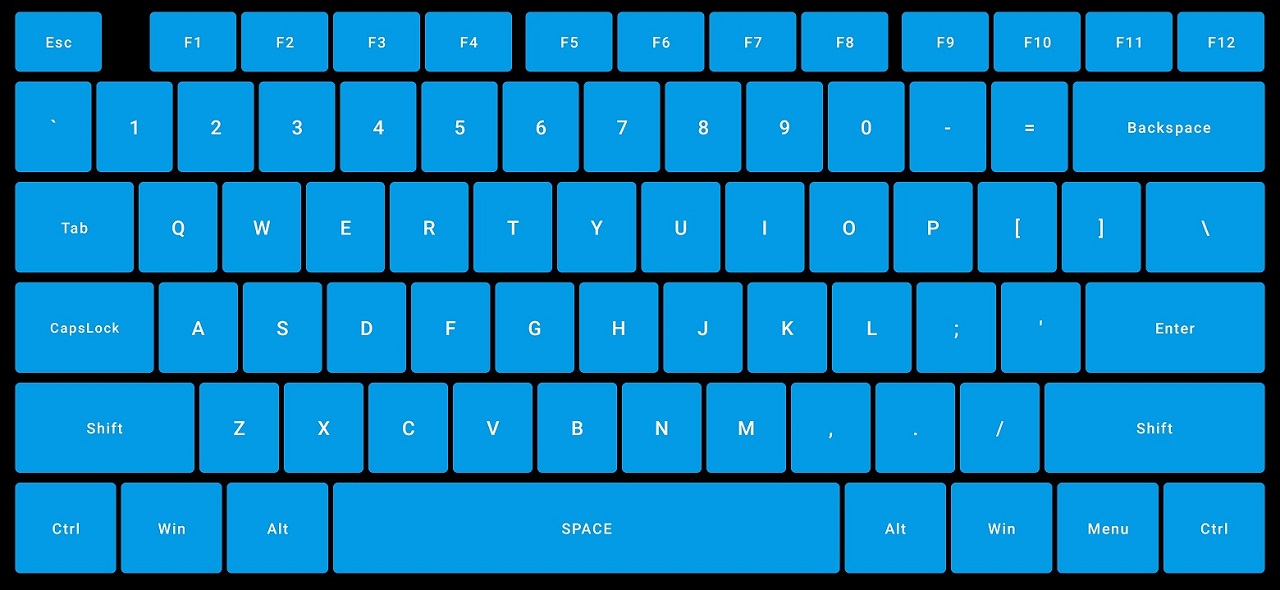 Esc F1 F2 F3 F4 F5 F6 F7 F8 F9 F10 F11 F12
` 1 2 3 4 5 6 7 8 9 0 - = Backspace
Tab Q W E R T Y U I O P [ ] \
CapsLock A S D F G H J K L ; ' Enter
Shift Z X C V B N M , . / Shift
Ctrl Win Alt SPACE Alt Win Menu Ctrl